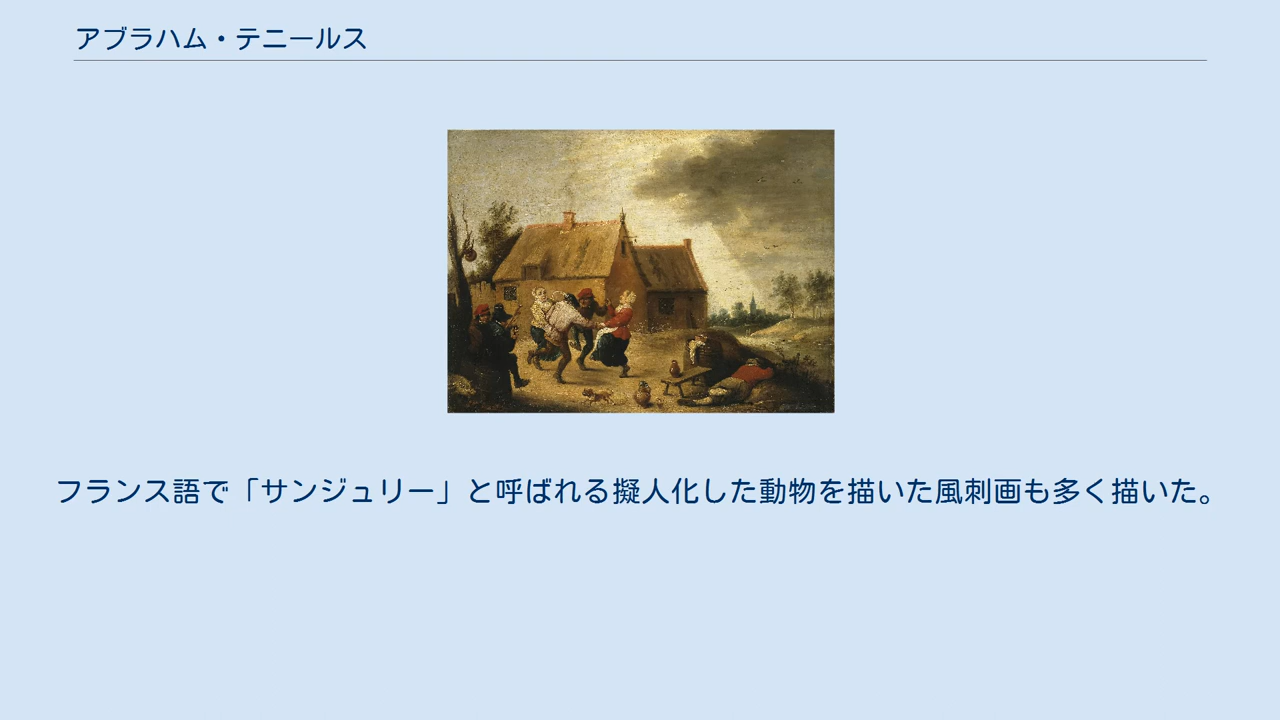 アブラハム・テニールス
フランス語で「サンジュリー」と呼ばれる擬人化した動物を描いた風刺画も多く描いた。